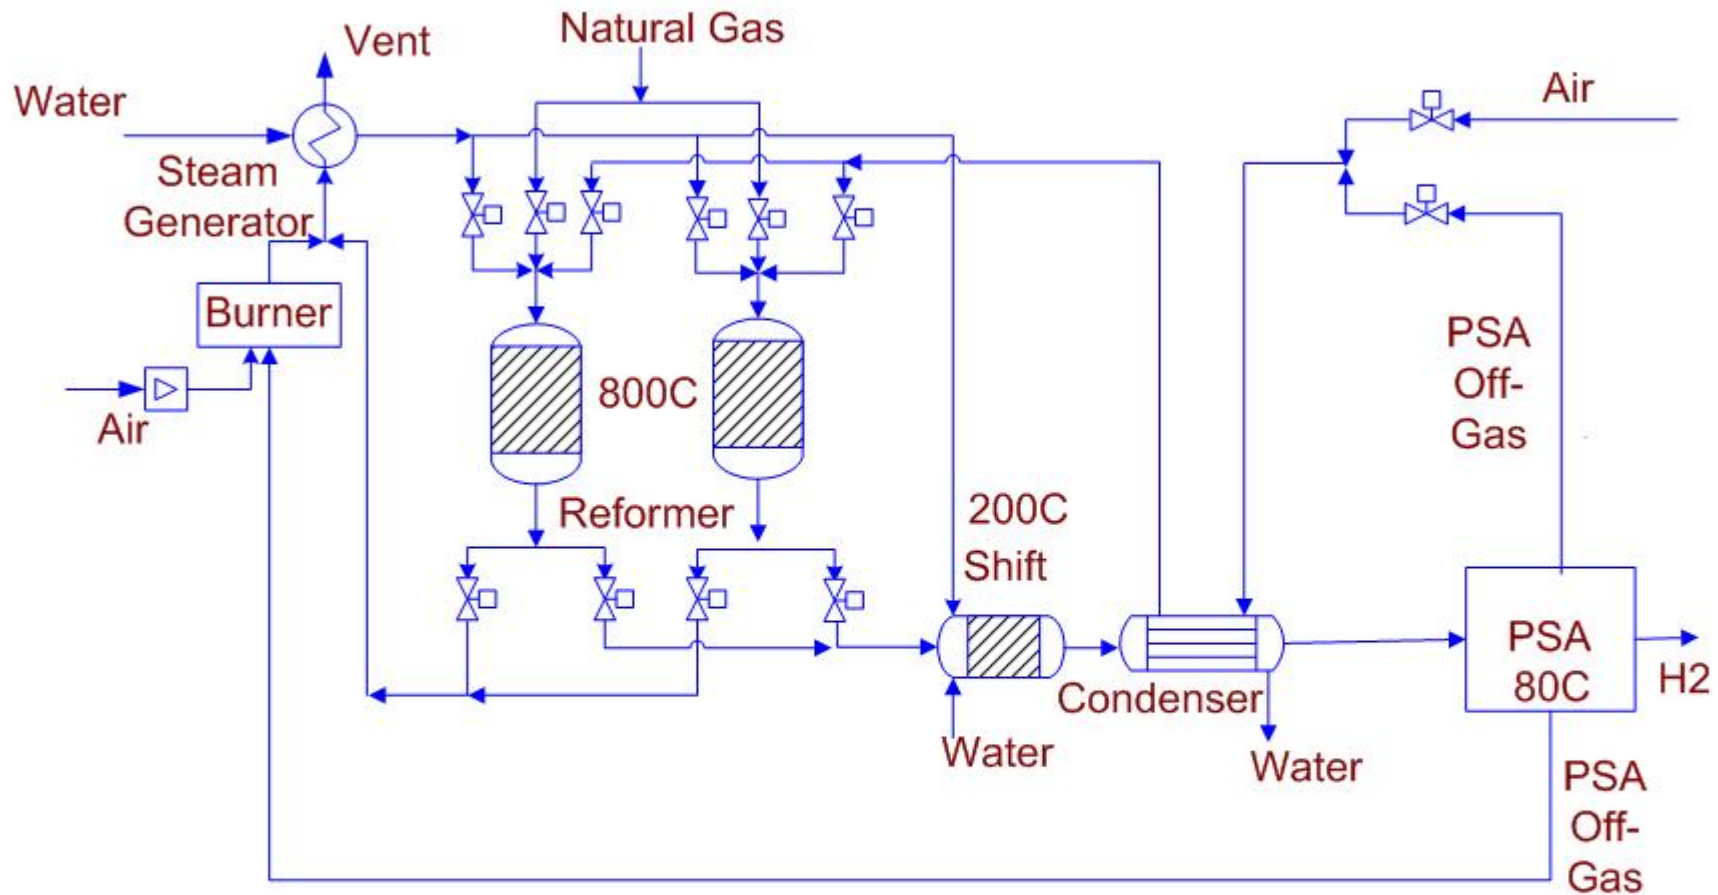 Vent
Natural Gas
Water
Air
Steam
Generator
Burner
PSA
Off-
Gas
800C
Air
Reformer
200C
Shift
PSA
80C
H2
Condenser
Water
Water
PSA
Off-
Gas